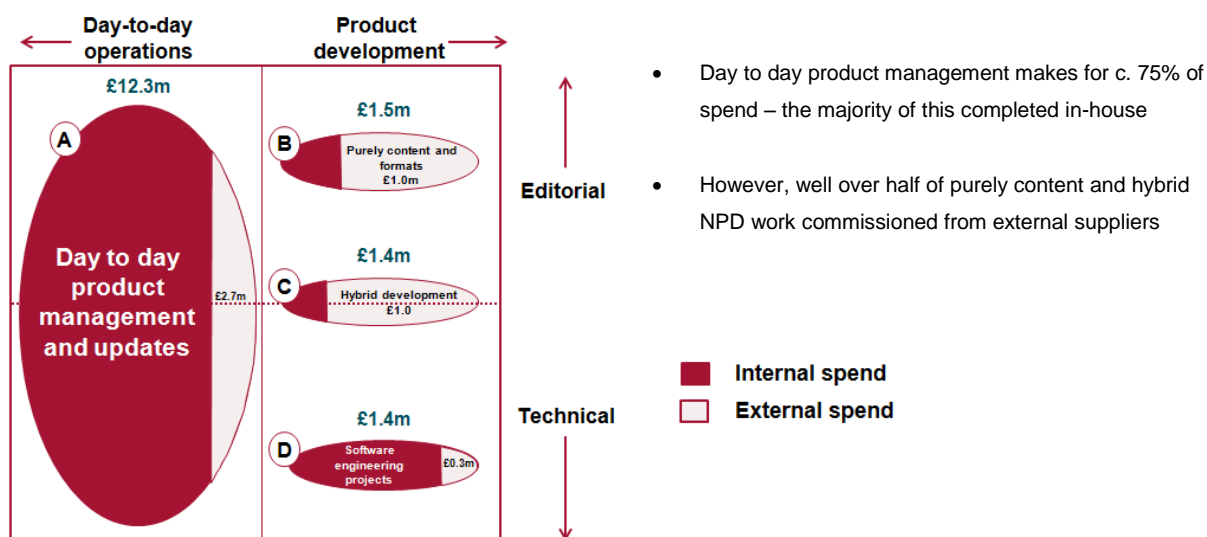 Day-to-day
operations
Product
development
£12.3m
A
Day to day
product
management
and updates
£2.7m
£1.5m
B
Purely content and
formats
£1.0m
£1.4m
C
Hybrid development
£1.0
£1.4m
D
Software
engineering
projects
£0.3m
Editorial
Technical
• Day to day product management makes for c. 75% of
spend – the majority of this completed in-house
• However, well over half of purely content and hybrid
NPD work commissioned from external suppliers
Internal spend
External spend